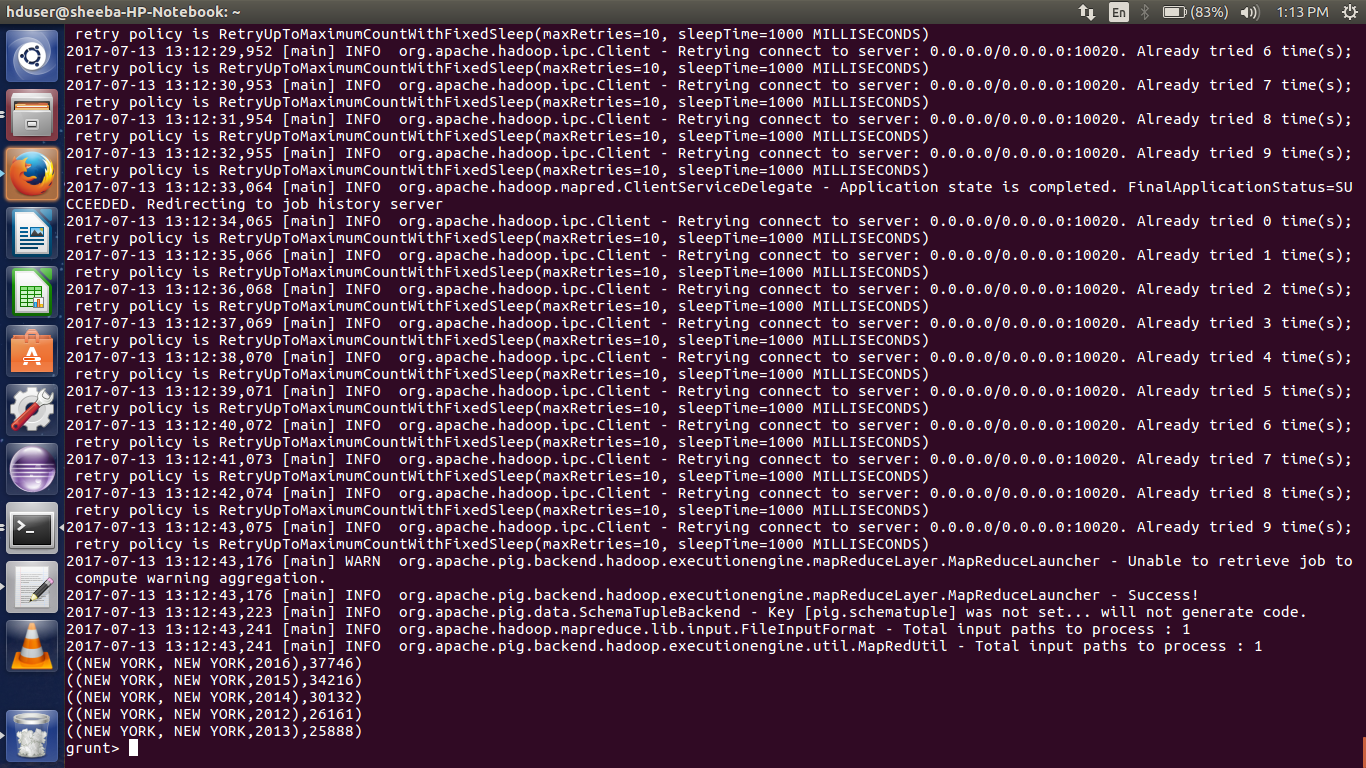 hduser@sheeba-HP-Notebook: ~
En
(83%)
1:13 PM
retry policy is RetryUpToMaximumCountWithFixedSleep(maxRetries=10, sleepTime=1000 MILLISECONDS)
2017-07-13 13:12:29,952 [main] INFO  org.apache.hadoop.ipc.Client - Retrying connect to server: 0.0.0.0/0.0.0.0:10020. Already tried 6 time(s);
retry policy is RetryUpToMaximumCountWithFixedSleep(maxRetries=10, sleepTime=1000 MILLISECONDS)
2017-07-13 13:12:30,953 [main] INFO  org.apache.hadoop.ipc.Client - Retrying connect to server: 0.0.0.0/0.0.0.0:10020. Already tried 7 time(s);
retry policy is RetryUpToMaximumCountWithFixedSleep(maxRetries=10, sleepTime=1000 MILLISECONDS)
2017-07-13 13:12:31,954 [main] INFO  org.apache.hadoop.ipc.Client - Retrying connect to server: 0.0.0.0/0.0.0.0:10020. Already tried 8 time(s);
retry policy is RetryUpToMaximumCountWithFixedSleep(maxRetries=10, sleepTime=1000 MILLISECONDS)
2017-07-13 13:12:32,955 [main] INFO  org.apache.hadoop.ipc.Client - Retrying connect to server: 0.0.0.0/0.0.0.0:10020. Already tried 9 time(s);
retry policy is RetryUpToMaximumCountWithFixedSleep(maxRetries=10, sleepTime=1000 MILLISECONDS)
2017-07-13 13:12:33,064 [main] INFO  org.apache.hadoop.mapred.ClientServiceDelegate - Application state is completed. FinalApplicationStatus=SU
CCEEDED. Redirecting to job history server
2017-07-13 13:12:34,065 [main] INFO  org.apache.hadoop.ipc.Client - Retrying connect to server: 0.0.0.0/0.0.0.0:10020. Already tried 0 time(s);
retry policy is RetryUpToMaximumCountWithFixedSleep(maxRetries=10, sleepTime=1000 MILLISECONDS)
2017-07-13 13:12:35,066 [main] INFO  org.apache.hadoop.ipc.Client - Retrying connect to server: 0.0.0.0/0.0.0.0:10020. Already tried 1 time(s);
retry policy is RetryUpToMaximumCountWithFixedSleep(maxRetries=10, sleepTime=1000 MILLISECONDS)
2017-07-13 13:12:36,068 [main] INFO  org.apache.hadoop.ipc.Client - Retrying connect to server: 0.0.0.0/0.0.0.0:10020. Already tried 2 time(s);
retry policy is RetryUpToMaximumCountWithFixedSleep(maxRetries=10, sleepTime=1000 MILLISECONDS)
2017-07-13 13:12:37,069 [main] INFO  org.apache.hadoop.ipc.Client - Retrying connect to server: 0.0.0.0/0.0.0.0:10020. Already tried 3 time(s);
retry policy is RetryUpToMaximumCountWithFixedSleep(maxRetries=10, sleepTime=1000 MILLISECONDS)
2017-07-13 13:12:38,070 [main] INFO  org.apache.hadoop.ipc.Client - Retrying connect to server: 0.0.0.0/0.0.0.0:10020. Already tried 4 time(s);
retry policy is RetryUpToMaximumCountWithFixedSleep(maxRetries=10, sleepTime=1000 MILLISECONDS)
2017-07-13 13:12:39,071 [main] INFO  org.apache.hadoop.ipc.Client - Retrying connect to server: 0.0.0.0/0.0.0.0:10020. Already tried 5 time(s);
retry policy is RetryUpToMaximumCountWithFixedSleep(maxRetries=10, sleepTime=1000 MILLISECONDS)
2017-07-13 13:12:40,072 [main] INFO  org.apache.hadoop.ipc.Client - Retrying connect to server: 0.0.0.0/0.0.0.0:10020. Already tried 6 time(s);
retry policy is RetryUpToMaximumCountWithFixedSleep(maxRetries=10, sleepTime=1000 MILLISECONDS)
2017-07-13 13:12:41,073 [main] INFO  org.apache.hadoop.ipc.Client - Retrying connect to server: 0.0.0.0/0.0.0.0:10020. Already tried 7 time(s);
retry policy is RetryUpToMaximumCountWithFixedSleep(maxRetries=10, sleepTime=1000 MILLISECONDS)
2017-07-13 13:12:42,074 [main] INFO  org.apache.hadoop.ipc.Client - Retrying connect to server: 0.0.0.0/0.0.0.0:10020. Already tried 8 time(s);
retry policy is RetryUpToMaximumCountWithFixedSleep(maxRetries=10, sleepTime=1000 MILLISECONDS)
2017-07-13 13:12:43,075 [main] INFO  org.apache.hadoop.ipc.Client - Retrying connect to server: 0.0.0.0/0.0.0.0:10020. Already tried 9 time(s);
retry policy is RetryUpToMaximumCountWithFixedSleep(maxRetries=10, sleepTime=1000 MILLISECONDS)
2017-07-13 13:12:43,176 [main] WARN  org.apache.pig.backend.hadoop.executionengine.mapReduceLayer.MapReduceLauncher - Unable to retrieve job to
compute warning aggregation.
2017-07-13 13:12:43,176 [main] INFO  org.apache.pig.backend.hadoop.executionengine.mapReduceLayer.MapReduceLauncher - Success!
2017-07-13 13:12:43,223 [main] INFO  org.apache.pig.data.SchemaTupleBackend - Key [pig.schematuple] was not set... will not generate code.
2017-07-13 13:12:43,241 [main] INFO  org.apache.hadoop.mapreduce.lib.input.FileInputFormat - Total input paths to process : 1
2017-07-13 13:12:43,241 [main] INFO  org.apache.pig.backend.hadoop.executionengine.util.MapRedUtil - Total input paths to process : 1
((NEW YORK, NEW YORK,2016),37746)
((NEW YORK, NEW YORK,2015),34216)
((NEW YORK, NEW YORK,2014),30132)
((NEW YORK, NEW YORK,2012),26161)
((NEW YORK, NEW YORK,2013),25888)
grunt>